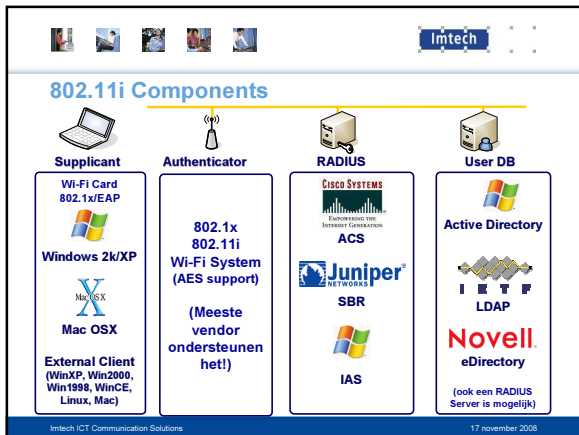 Imtech
802.11i Components
Supplicant
Authenticator
RADIUS
User DB
Wi-Fi Card
802.1x/EAP
Windows 2k/XP
Mac OS X
Mac OSX
External Client
(WinXP, Win2000,
Win1998, WinCE,
Linux, Mac)
802.1x
802.11i
Wi-Fi System
(AES support)
(Meeste
vendor
ondersteunen
het!)
CISCO SYSTEMS
EMPOWERING THE
INTERNET GENERATION
ACS
Juniper
NETWORKS
SBR
IAS
Active Directory
I E T F
LDAP
Novell.
eDirectory
(ook een RADIUS
Server is mogelijk)
Imtech ICT Communication Solutions
17 november 2008